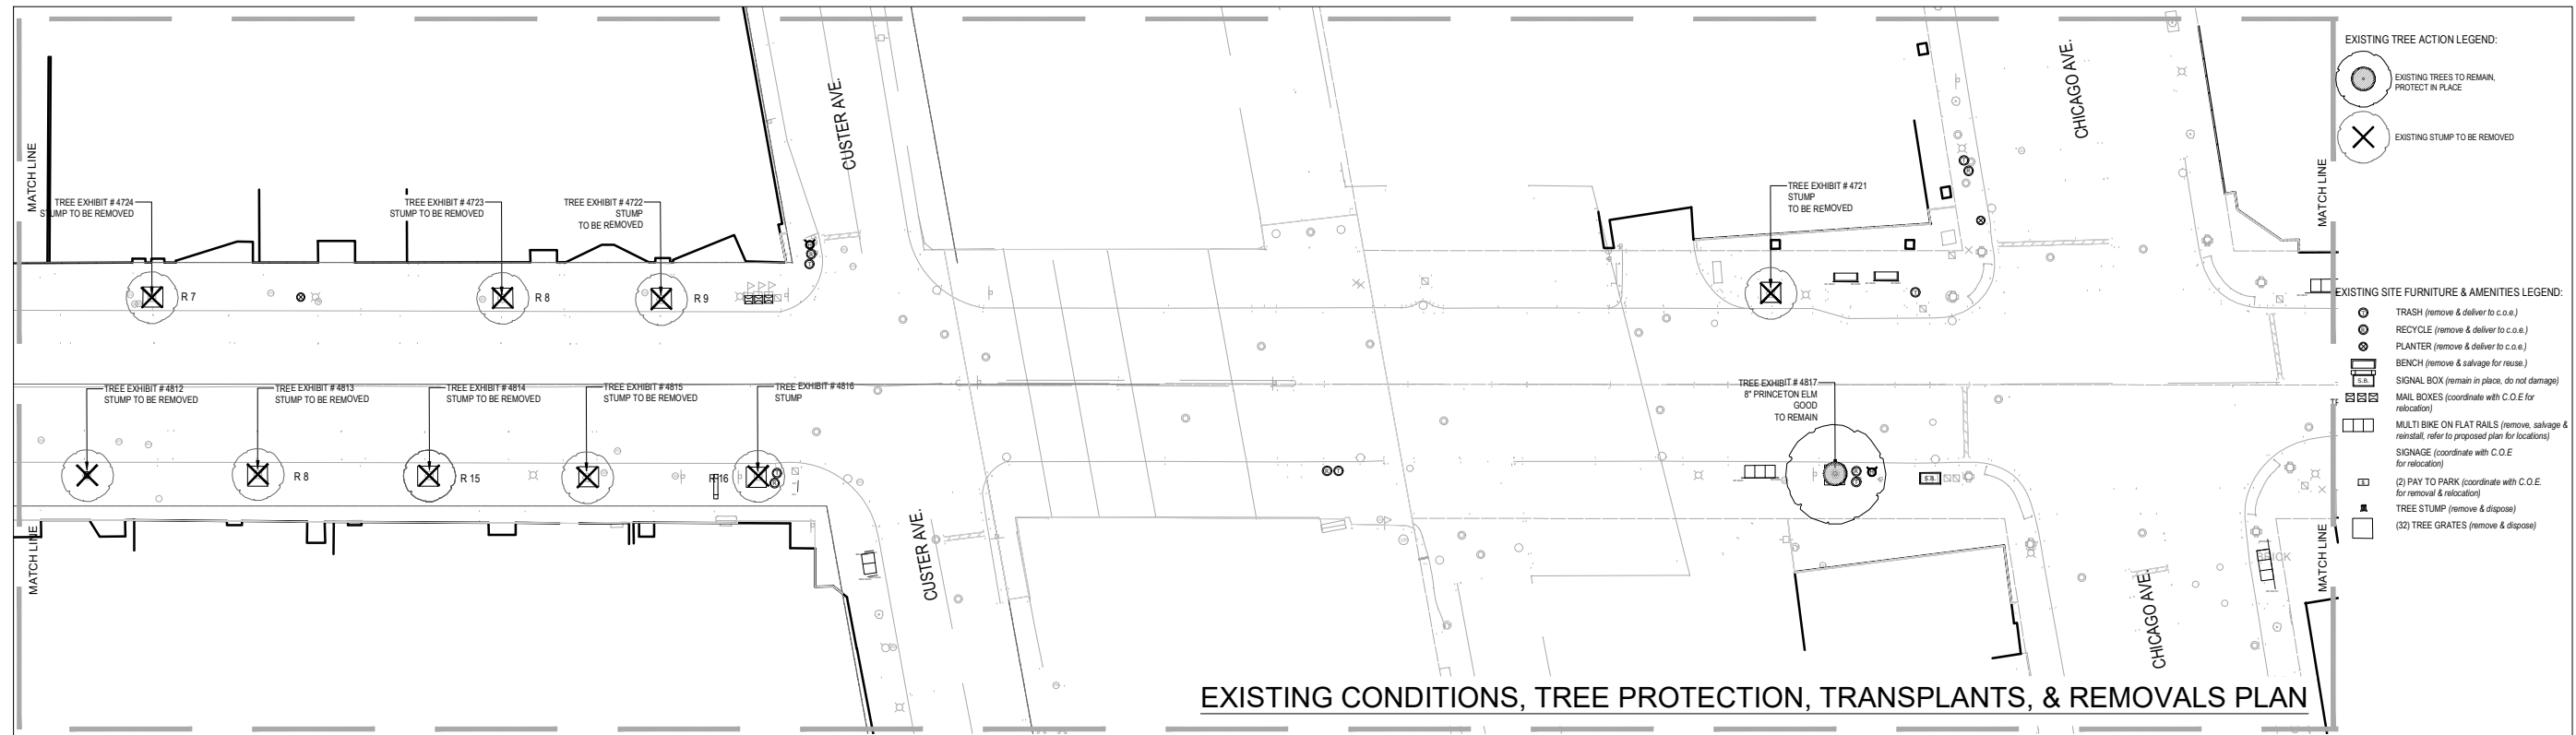 EXISTING TREE ACTION LEGEND:
EXISTING TREES TO REMAIN,
PROTECT IN PLACE
EXISTING STUMP TO BE REMOVED
CUSTER AVE.
CHICAGO AVE.
MATCH LINE
MATCH LINE
TREE EXHIBIT # 4724
STUMP TO BE REMOVED
TREE EXHIBIT # 4723
STUMP TO BE REMOVED
TREE EXHIBIT # 4722
STUMP
TO BE REMOVED
TREE EXHIBIT # 4721
STUMP
TO BE REMOVED
R 7
R 8
R 9
EXISTING SITE FURNITURE & AMENITIES LEGEND:
TRASH (remove & deliver to c.o.e.)
RECYCLE (remove & deliver to c.o.e.)
PLANTER (remove & deliver to c.o.e.)
BENCH (remove & salvage for reuse.)
S.B.
SIGNAL BOX (remain in place, do not damage)
MAIL BOXES (coordinate with C.O.E for
relocation)
MULTI BIKE ON FLAT RAILS (remove, salvage &
reinstall, refer to proposed plan for locations)
SIGNAGE (coordinate with C.O.E
for relocation)
(2) PAY TO PARK (coordinate with C.O.E.
for removal & relocation)
TREE STUMP (remove & dispose)
(32) TREE GRATES (remove & dispose)
TREE EXHIBIT # 4812
STUMP TO BE REMOVED
TREE EXHIBIT # 4813
STUMP TO BE REMOVED
TREE EXHIBIT # 4814
STUMP TO BE REMOVED
TREE EXHIBIT # 4815
STUMP TO BE REMOVED
TREE EXHIBIT # 4816
STUMP
TREE EXHIBIT # 4817
8" PRINCETON ELM
GOOD
TO REMAIN
R 8
R 15
R 16
S.B.
MATCH LINE
CUSTER AVE.
CHICAGO AVE.
BRICK
MATCH LINE
EXISTING CONDITIONS, TREE PROTECTION, TRANSPLANTS, & REMOVALS PLAN